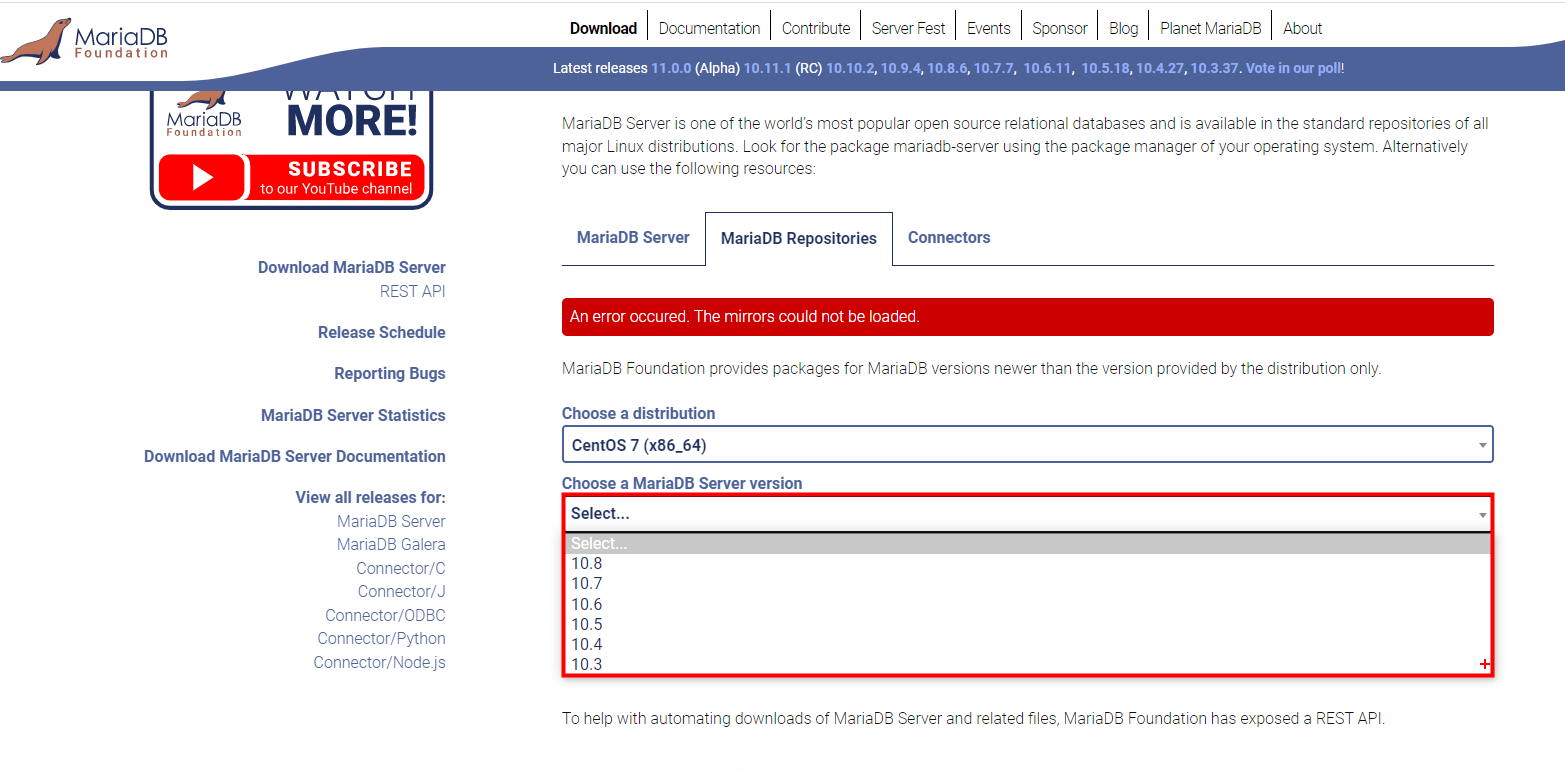 MariaDB
Foundation
Download
Documentation
Contribute
Server Fest
Events
Sponsor
Blog
Planet MariaDB
About
Latest releases 11.0.0 (Alpha) 10.11.1 (RC) 10.10.2, 10.9.4, 10.8.6, 10.7.7, 10.6.11, 10.5.18, 10.4.27, 10.3.37. Vote in our poll!
WATCH
MORE!
MariaDB
Foundation
SUBSCRIBE
to our YouTube channel
Download MariaDB Server
REST API
Release Schedule
Reporting Bugs
MariaDB Server Statistics
Download MariaDB Server Documentation
View all releases for:
MariaDB Server
MariaDB Galera
Connector/C
Connector/J
Connector/ODBC
Connector/Python
Connector/Node.js
MariaDB Server is one of the world’s most popular open source relational databases and is available in the standard repositories of all
major Linux distributions. Look for the package mariadb-server using the package manager of your operating system. Alternatively
you can use the following resources:
MariaDB Server
MariaDB Repositories
Connectors
An error occured. The mirrors could not be loaded.
MariaDB Foundation provides packages for MariaDB versions newer than the version provided by the distribution only.
Choose a distribution
CentOS 7 (x86_64)
Choose a MariaDB Server version
Select...
Select...
10.8
10.7
10.6
10.5
10.4
10.3
To help with automating downloads of MariaDB Server and related files, MariaDB Foundation has exposed a REST API.